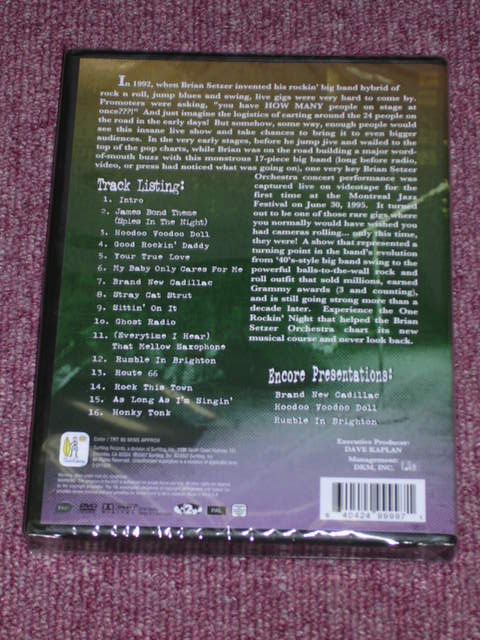 In 1992, when Brian Setzer invented his rockin' big band hybrid of
rock n roll, jump blues and swing, live gigs were very hard to come by.
Promoters were asking, "you have HOW MANY people on stage at
once???!" And just imagine the logistics of carting around the 24 people on
the road in the early days! But somehow, some way, enough people would
see this insane live show and take chances to bring it to even bigger
audiences. In the very early stages, before he jump jive and wailed to the
top of the pop charts, while Brian was on the road building a major word-
of-mouth buzz with this monstrous 17-piece big band (long before radio,
video, or press had noticed what was going on), one very key Brian Setzer
Orchestra concert performance was
captured live on videotape for the
first time at the Montreal Jazz
Festival on June 30, 1995. It turned
out to be one of those rare gigs where
you normally would have wished you
had cameras rolling... only this time,
they were! A show that represented a
turning point in the band's evolution
from '40's-style big band swing to the
powerful balls-to-the-wall rock and
roll outfit that sold millions, earned
Grammy awards (3 and counting),
and is still going strong more than a
decade later. Experience the One
Rockin' Night that helped the Brian
Setzer Orchestra chart its new
musical course and never look back.
Track Listing:
1. Intro
2. James Bond Theme
(Spies In The Night)
3. Hoodoo Voodoo Doll
4. Good Rockin' Daddy
5. Your True Love
6. My Baby Only Cares For Me
7. Brand New Cadillac
8. Stray Cat Strut
9. Sittin' On It
10. Ghost Radio
11. (Everytime I Hear)
That Mellow Saxophone
12. Rumble In Brighton
13. Route 66
14. Rock This Town
15. As Long As I'm Singin'
16. Honky Tonk
Encore Presentations:
Brand New Cadillac
Hoodoo Voodoo Doll
Rumble In Brighton
Executive Producer:
DAVE KAPLAN
Management:
DKM, INC.
Color / TRT 60 MINS APPROX
DVD
PAL
6 40424 99997